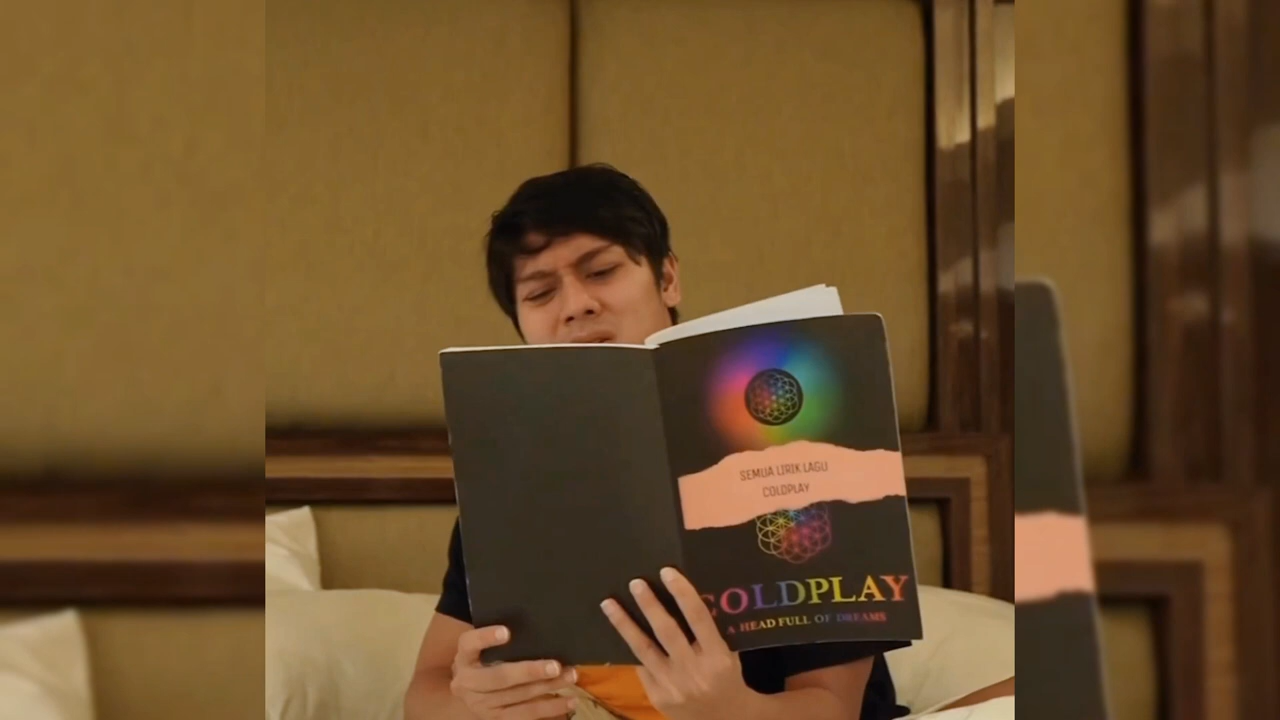 SEMUA LIRIK LAGU
COLDPLAY
COLDPLAY
A HEAD FULL OF DREAMS